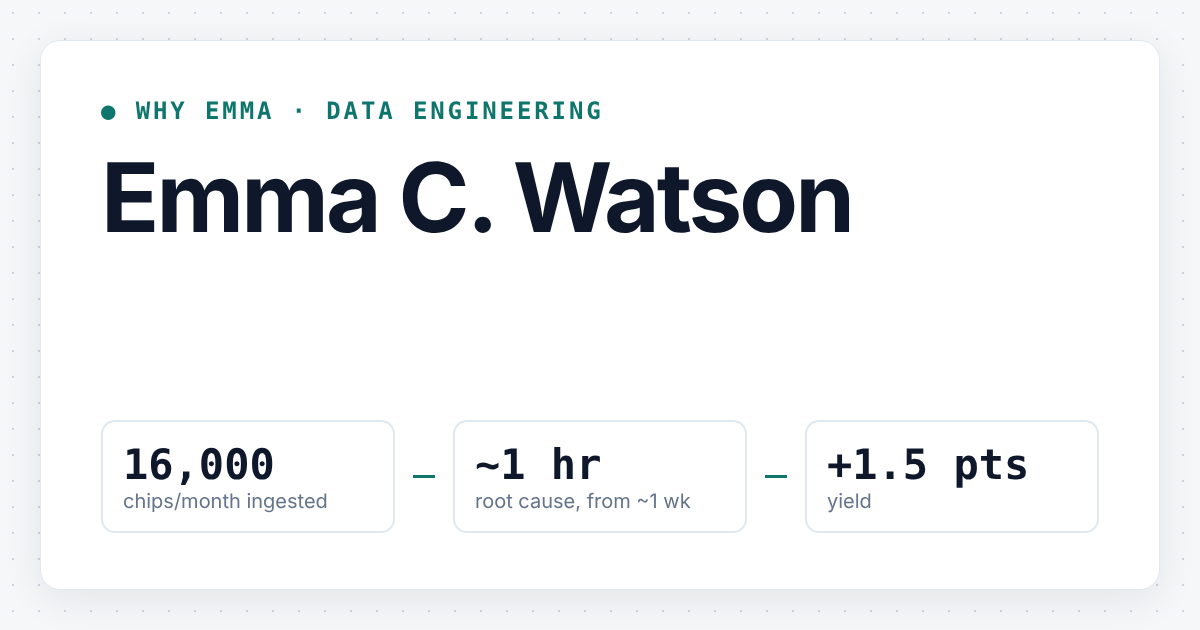 WHY EMMA · DATA ENGINEERING
Emma C. Watson
16,000
chips/month ingested
~1 hr
root cause, from ~1 wk
+1.5 pts
yield